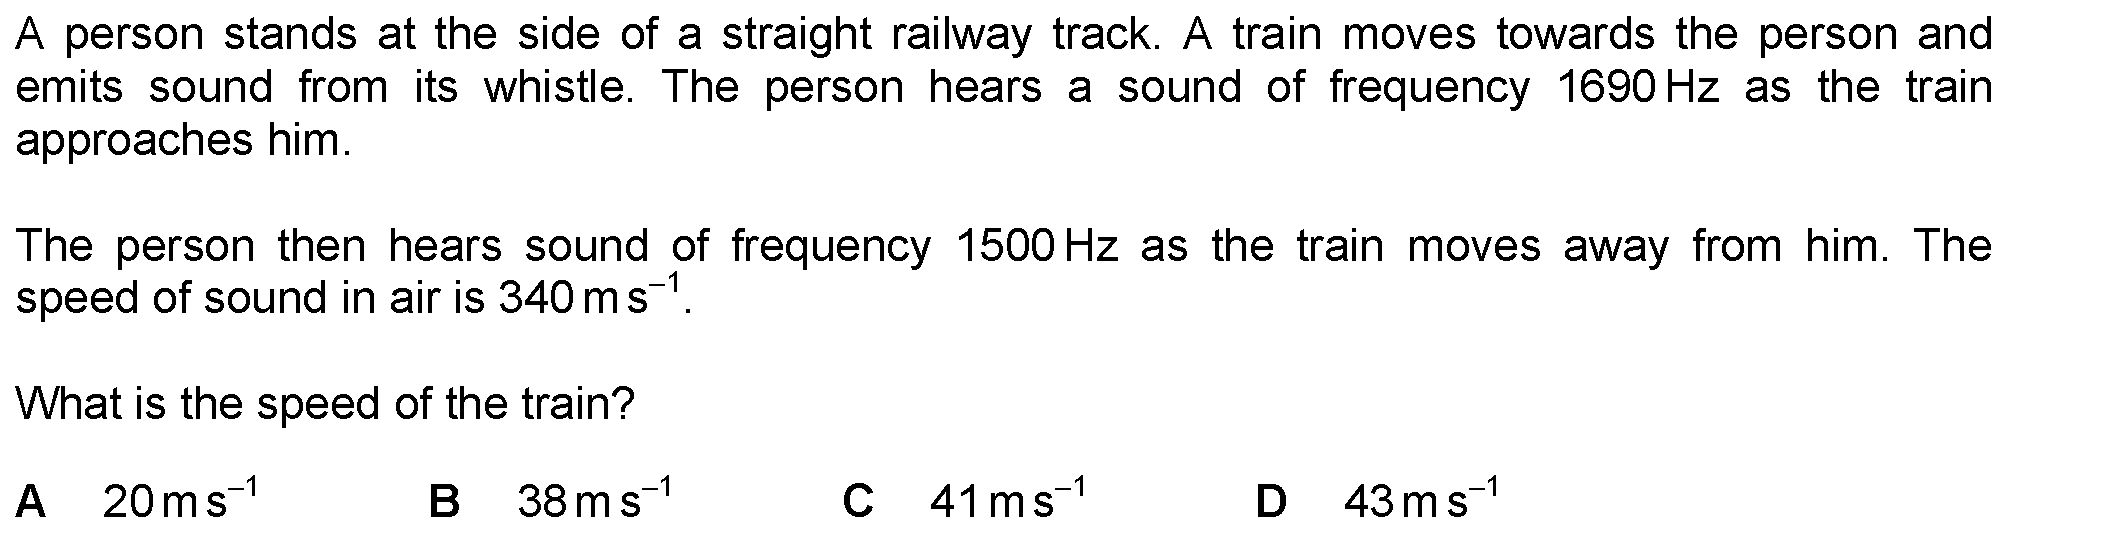 A person stands at the side of a straight railway track. A train moves towards the person and
emits sound from its whistle. The person hears a sound of frequency 1690 Hz as the train
approaches him.
The person then hears sound of frequency 1500 Hz as the train moves away from him. The
speed of sound in air is 340 m s⁻¹.
What is the speed of the train?
A 20 m s⁻¹ B 38 m s⁻¹ C 41 m s⁻¹ D 43 m s⁻¹